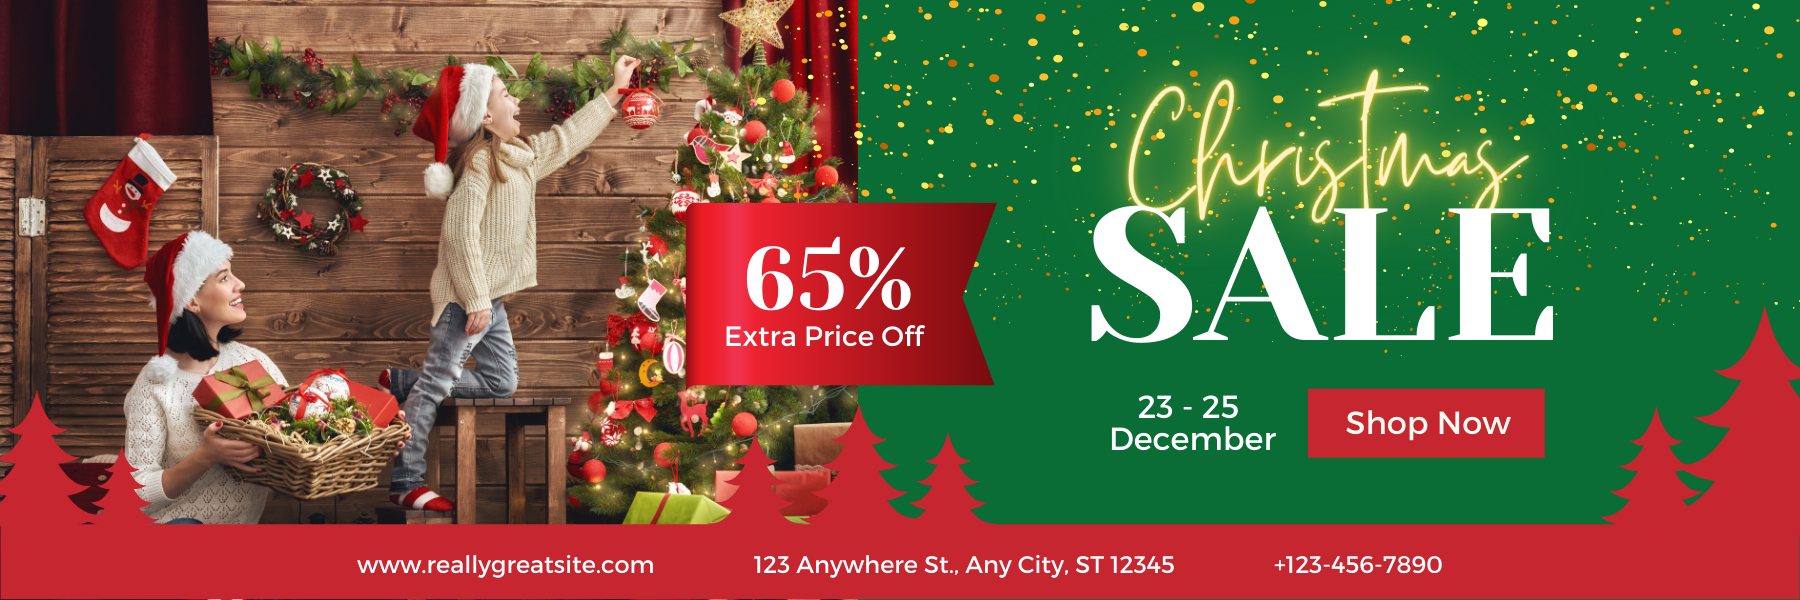 65%
Extra Price Off
Christmas
SALE
23 - 25
December
Shop Now
www.reallygreatsite.com
123 Anywhere St., Any City, ST 12345
+123-456-7890